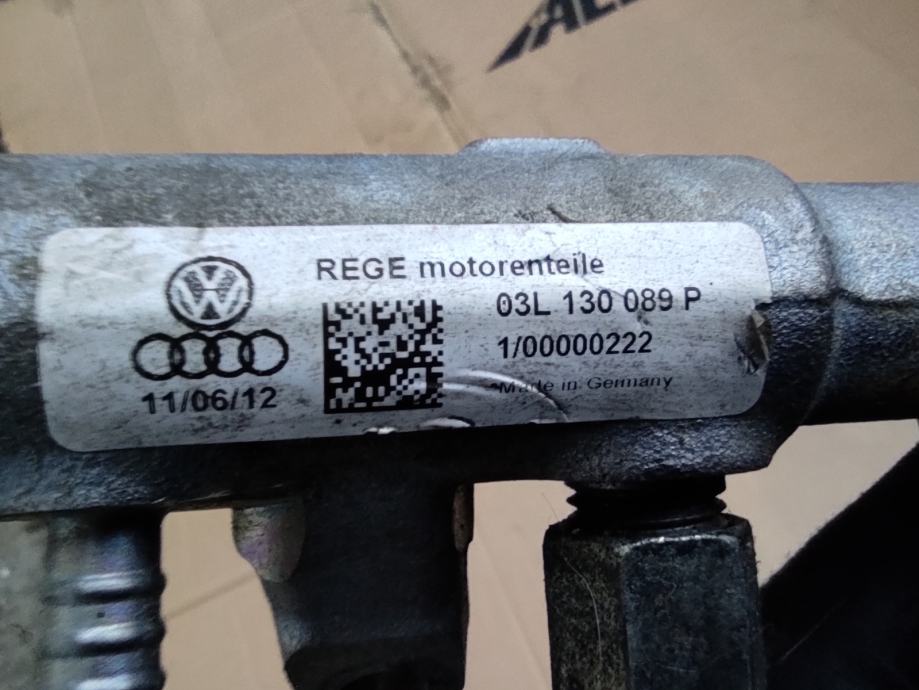 REGE motorenteile
03L 130 089 P
1/00000222
11/06/12
Made in Germany